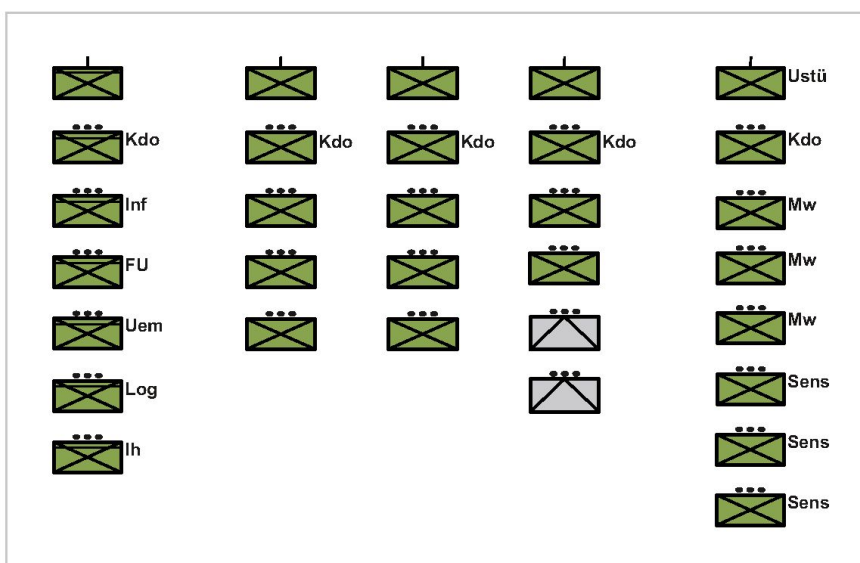 Ustü
Kdo Kdo Kdo Kdo Kdo
Inf Mw
FU Mw
Uem Mw
Log Sens
Ih Sens
Sens